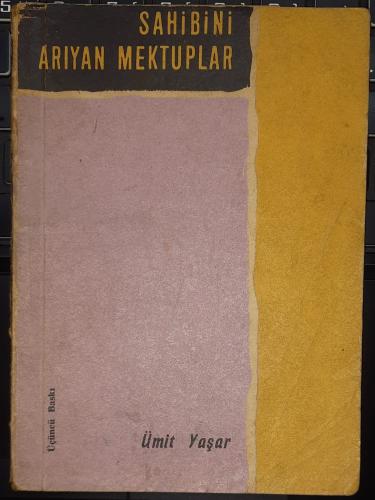 SAHİBİNİ
ARIYAN MEKTUPLAR
Üçüncü Baskı
Ümit Yaşar